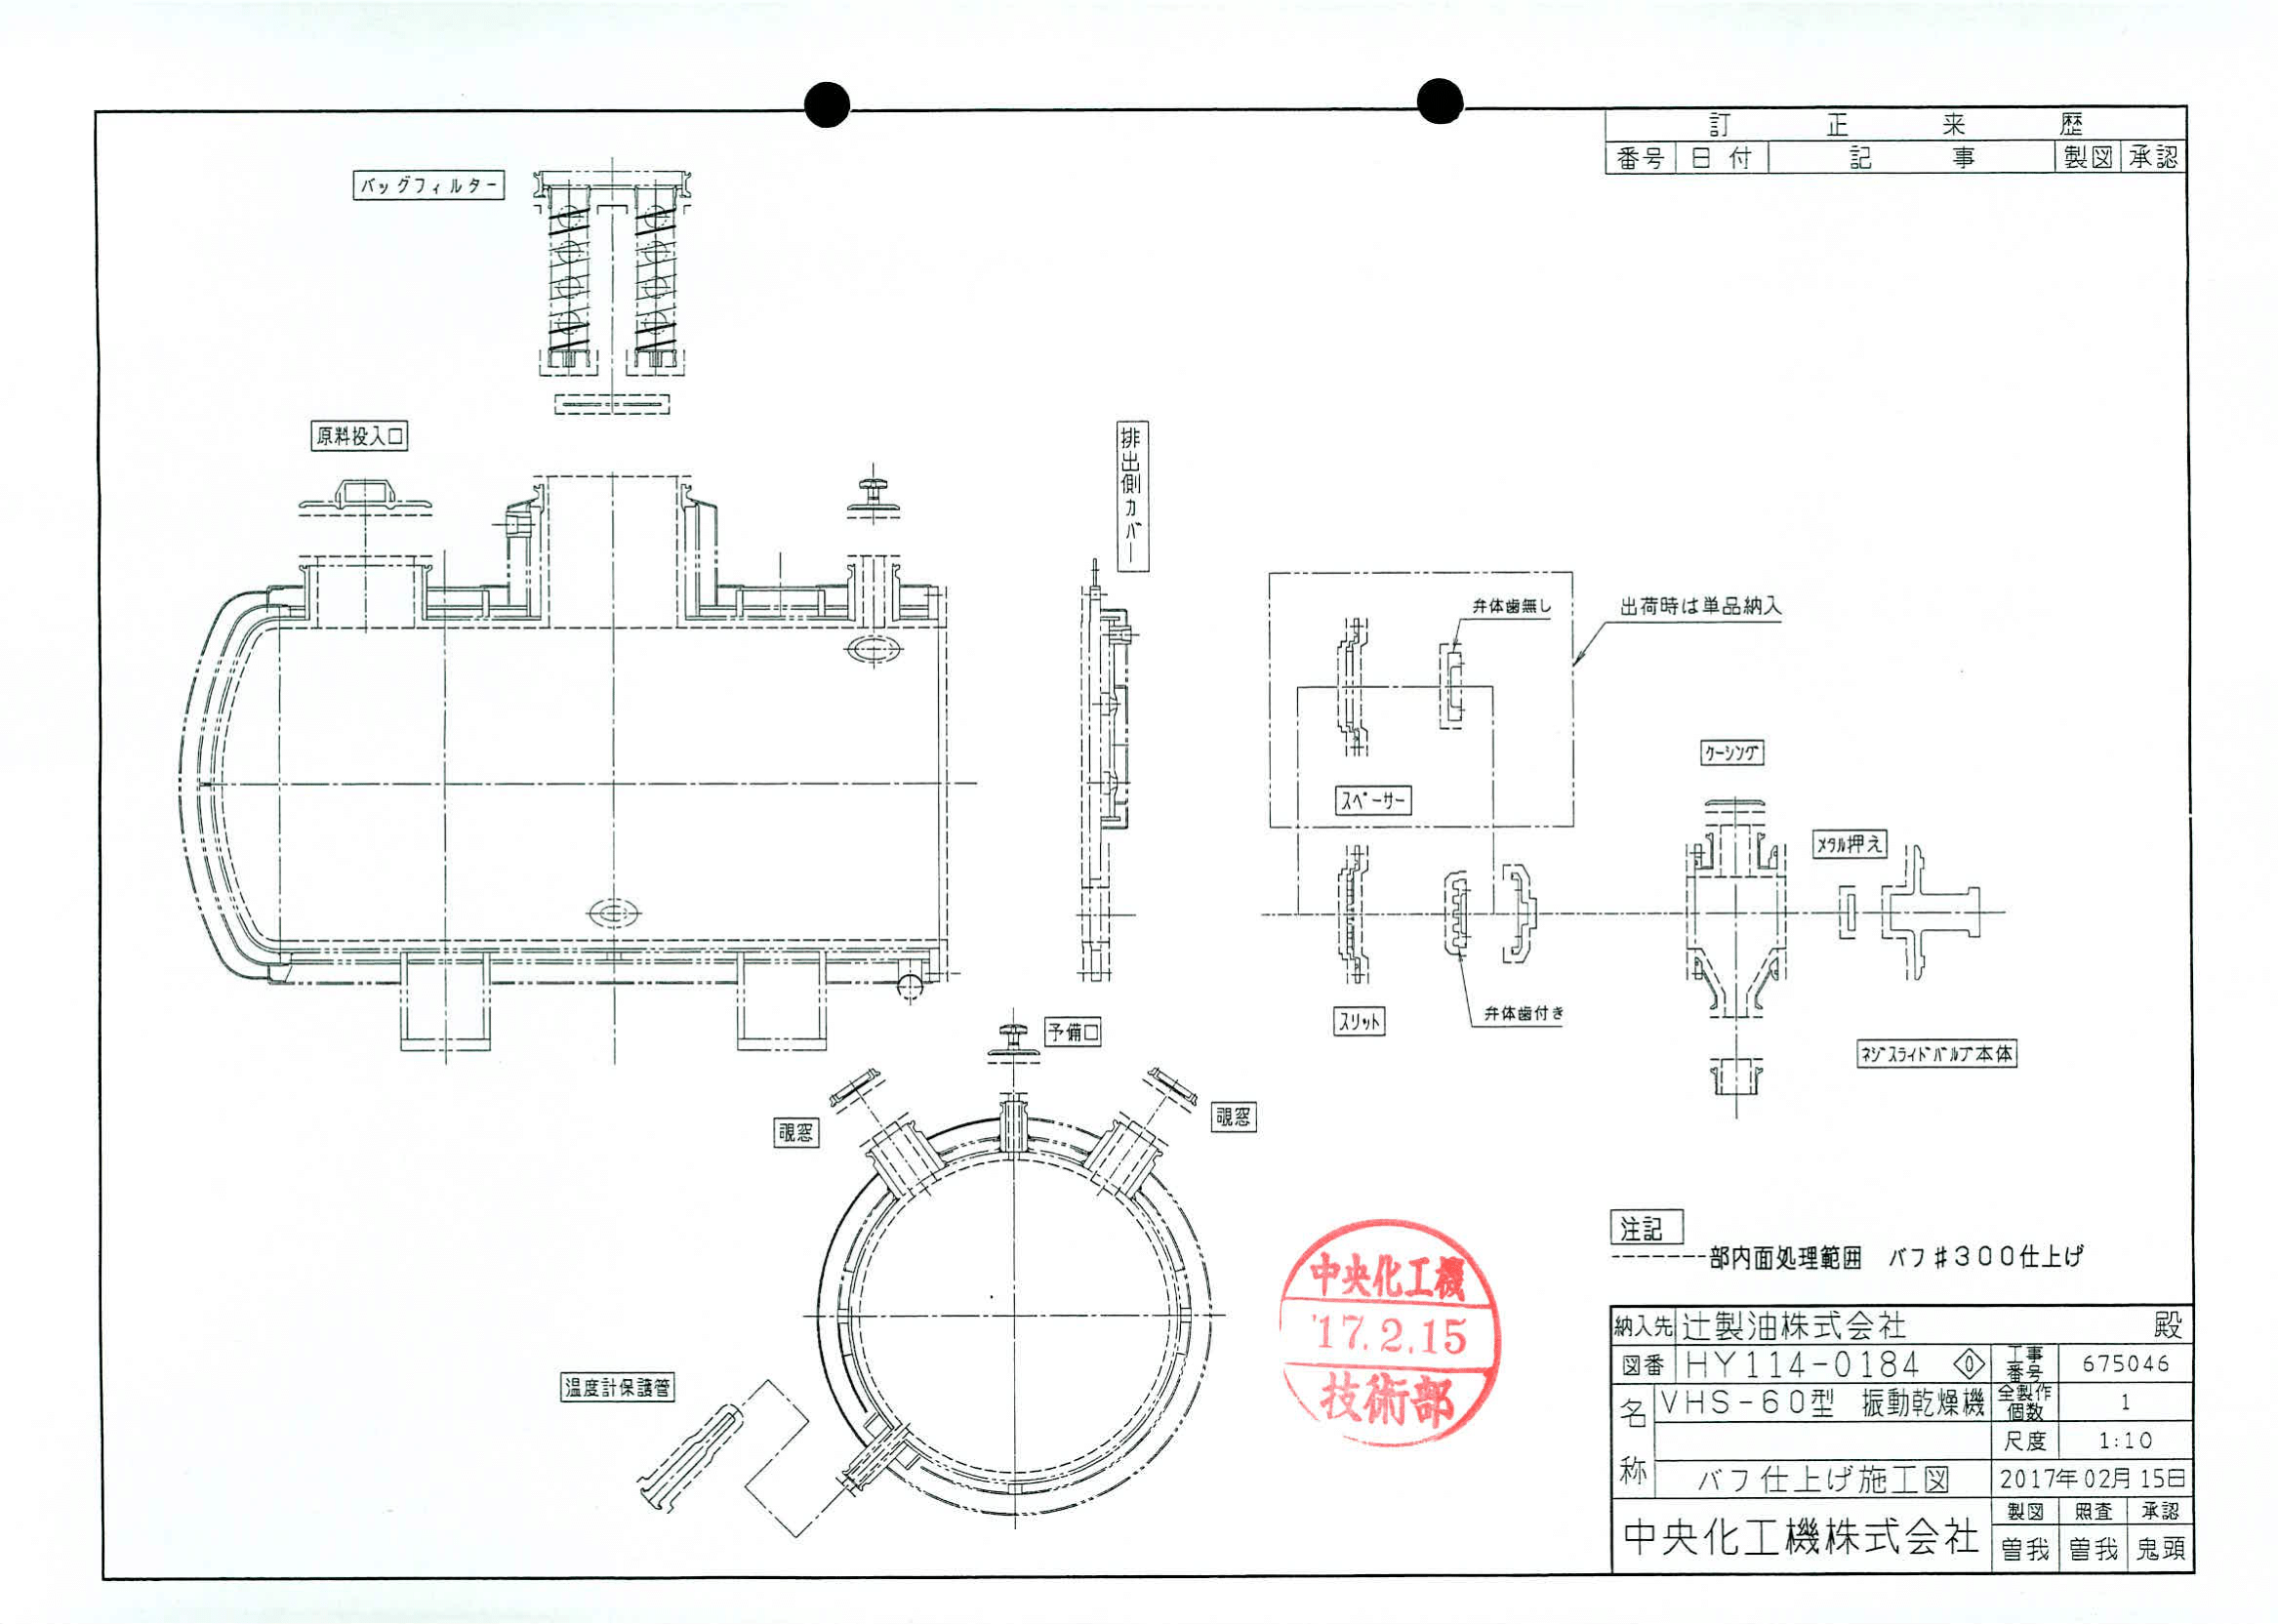 訂正来歴
番号 日付 記事 製図 承認
バッグフィルター
原料投入口
排出側カバー
弁体歯無し
出荷時は単品納入
スペーサー
ケーシング
メタル押え
スリット
弁体歯付き
ネジスライドバルブ本体
予備口
覗窓
覗窓
温度計保護管
注記
-------部内面処理範囲 バフ#300仕上げ
中央化工機
'17.2.15
技術部
納入先 辻製油株式会社 殿
図番 HY114-0184 0 工事番号 675046
名称 VHS-60型 振動乾燥機 全製作個数 1
尺度 1:10
バフ仕上げ施工図 2017年02月15日
製図 照査 承認
中央化工機株式会社 曽我 曽我 鬼頭